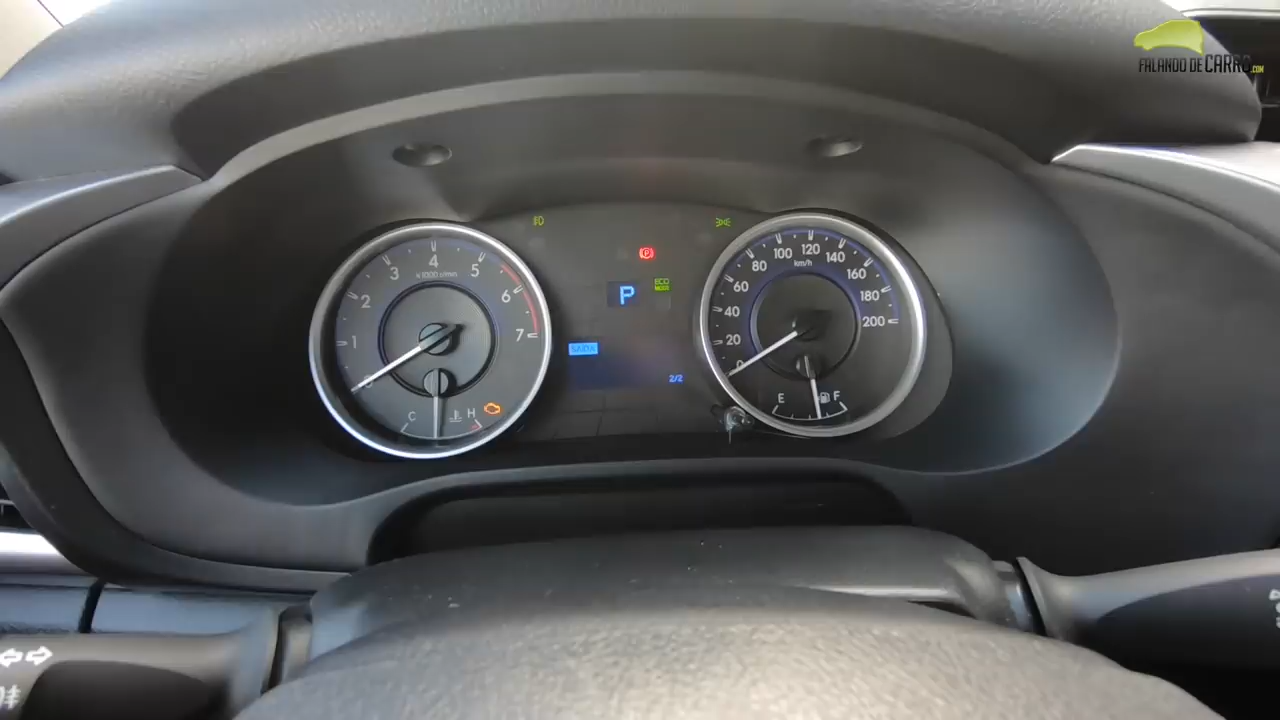 FALANDO DE CARRO.COM
1 2 3 4 5 6 7
x1000 r/min
C H
P
P
ECO
MODE
2/2
0 20 40 60 80 100 120 140 160 180 200
km/h
E F